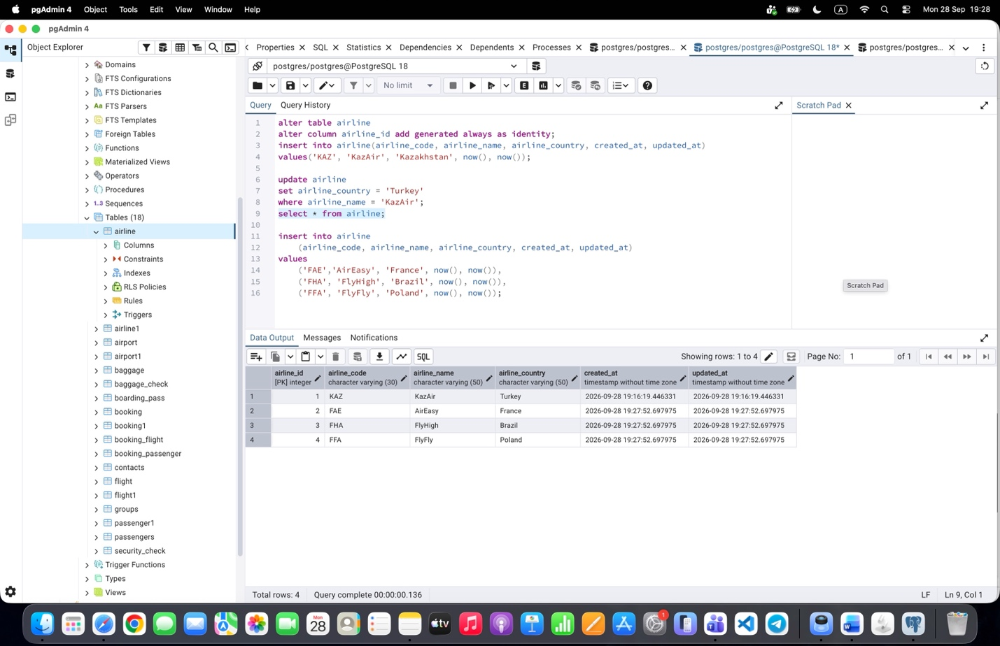 pgAdmin 4 Object Tools Edit View Window Help A Mon 28 Sep 19:28
pgAdmin 4
Object Explorer
Properties SQL Statistics Dependencies Dependents Processes postgres/postgres... postgres/postgres@PostgreSQL 18* postgres/postgres...
postgres/postgres@PostgreSQL 18
No limit
E
Query Query History
Scratch Pad
Domains
FTS Configurations
FTS Dictionaries
Aa FTS Parsers
FTS Templates
Foreign Tables
Functions
Materialized Views
Operators
Procedures
1..3 Sequences
Tables (18)
airline
Columns
Constraints
Indexes
RLS Policies
Rules
Triggers
airline1
airport
airport1
baggage
baggage_check
boarding_pass
booking
booking1
booking_flight
booking_passenger
contacts
flight
flight1
groups
passenger1
passengers
security_check
Trigger Functions
Types
Views
1 alter table airline
2 alter column airline_id add generated always as identity;
3 insert into airline(airline_code, airline_name, airline_country, created_at, updated_at)
4 values('KAZ', 'KazAir', 'Kazakhstan', now(), now());
5
6 update airline
7 set airline_country = 'Turkey'
8 where airline_name = 'KazAir';
9 select * from airline;
10
11 insert into airline
12 (airline_code, airline_name, airline_country, created_at, updated_at)
13 values
14 ('FAE','AirEasy', 'France', now(), now()),
15 ('FHA', 'FlyHigh', 'Brazil', now(), now()),
16 ('FFA', 'FlyFly', 'Poland', now(), now());
Scratch Pad
Data Output Messages Notifications
SQL
Showing rows: 1 to 4
Page No: 1 of 1
airline_id airline_code airline_name airline_country created_at updated_at
[PK] integer character varying (30) character varying (50) character varying (50) timestamp without time zone timestamp without time zone
1 1 KAZ KazAir Turkey 2026-09-28 19:16:19.446331 2026-09-28 19:16:19.446331
2 2 FAE AirEasy France 2026-09-28 19:27:52.697975 2026-09-28 19:27:52.697975
3 3 FHA FlyHigh Brazil 2026-09-28 19:27:52.697975 2026-09-28 19:27:52.697975
4 4 FFA FlyFly Poland 2026-09-28 19:27:52.697975 2026-09-28 19:27:52.697975
Total rows: 4 Query complete 00:00:00.136
LF Ln 9, Col 1
Mon
28
tv
1
W